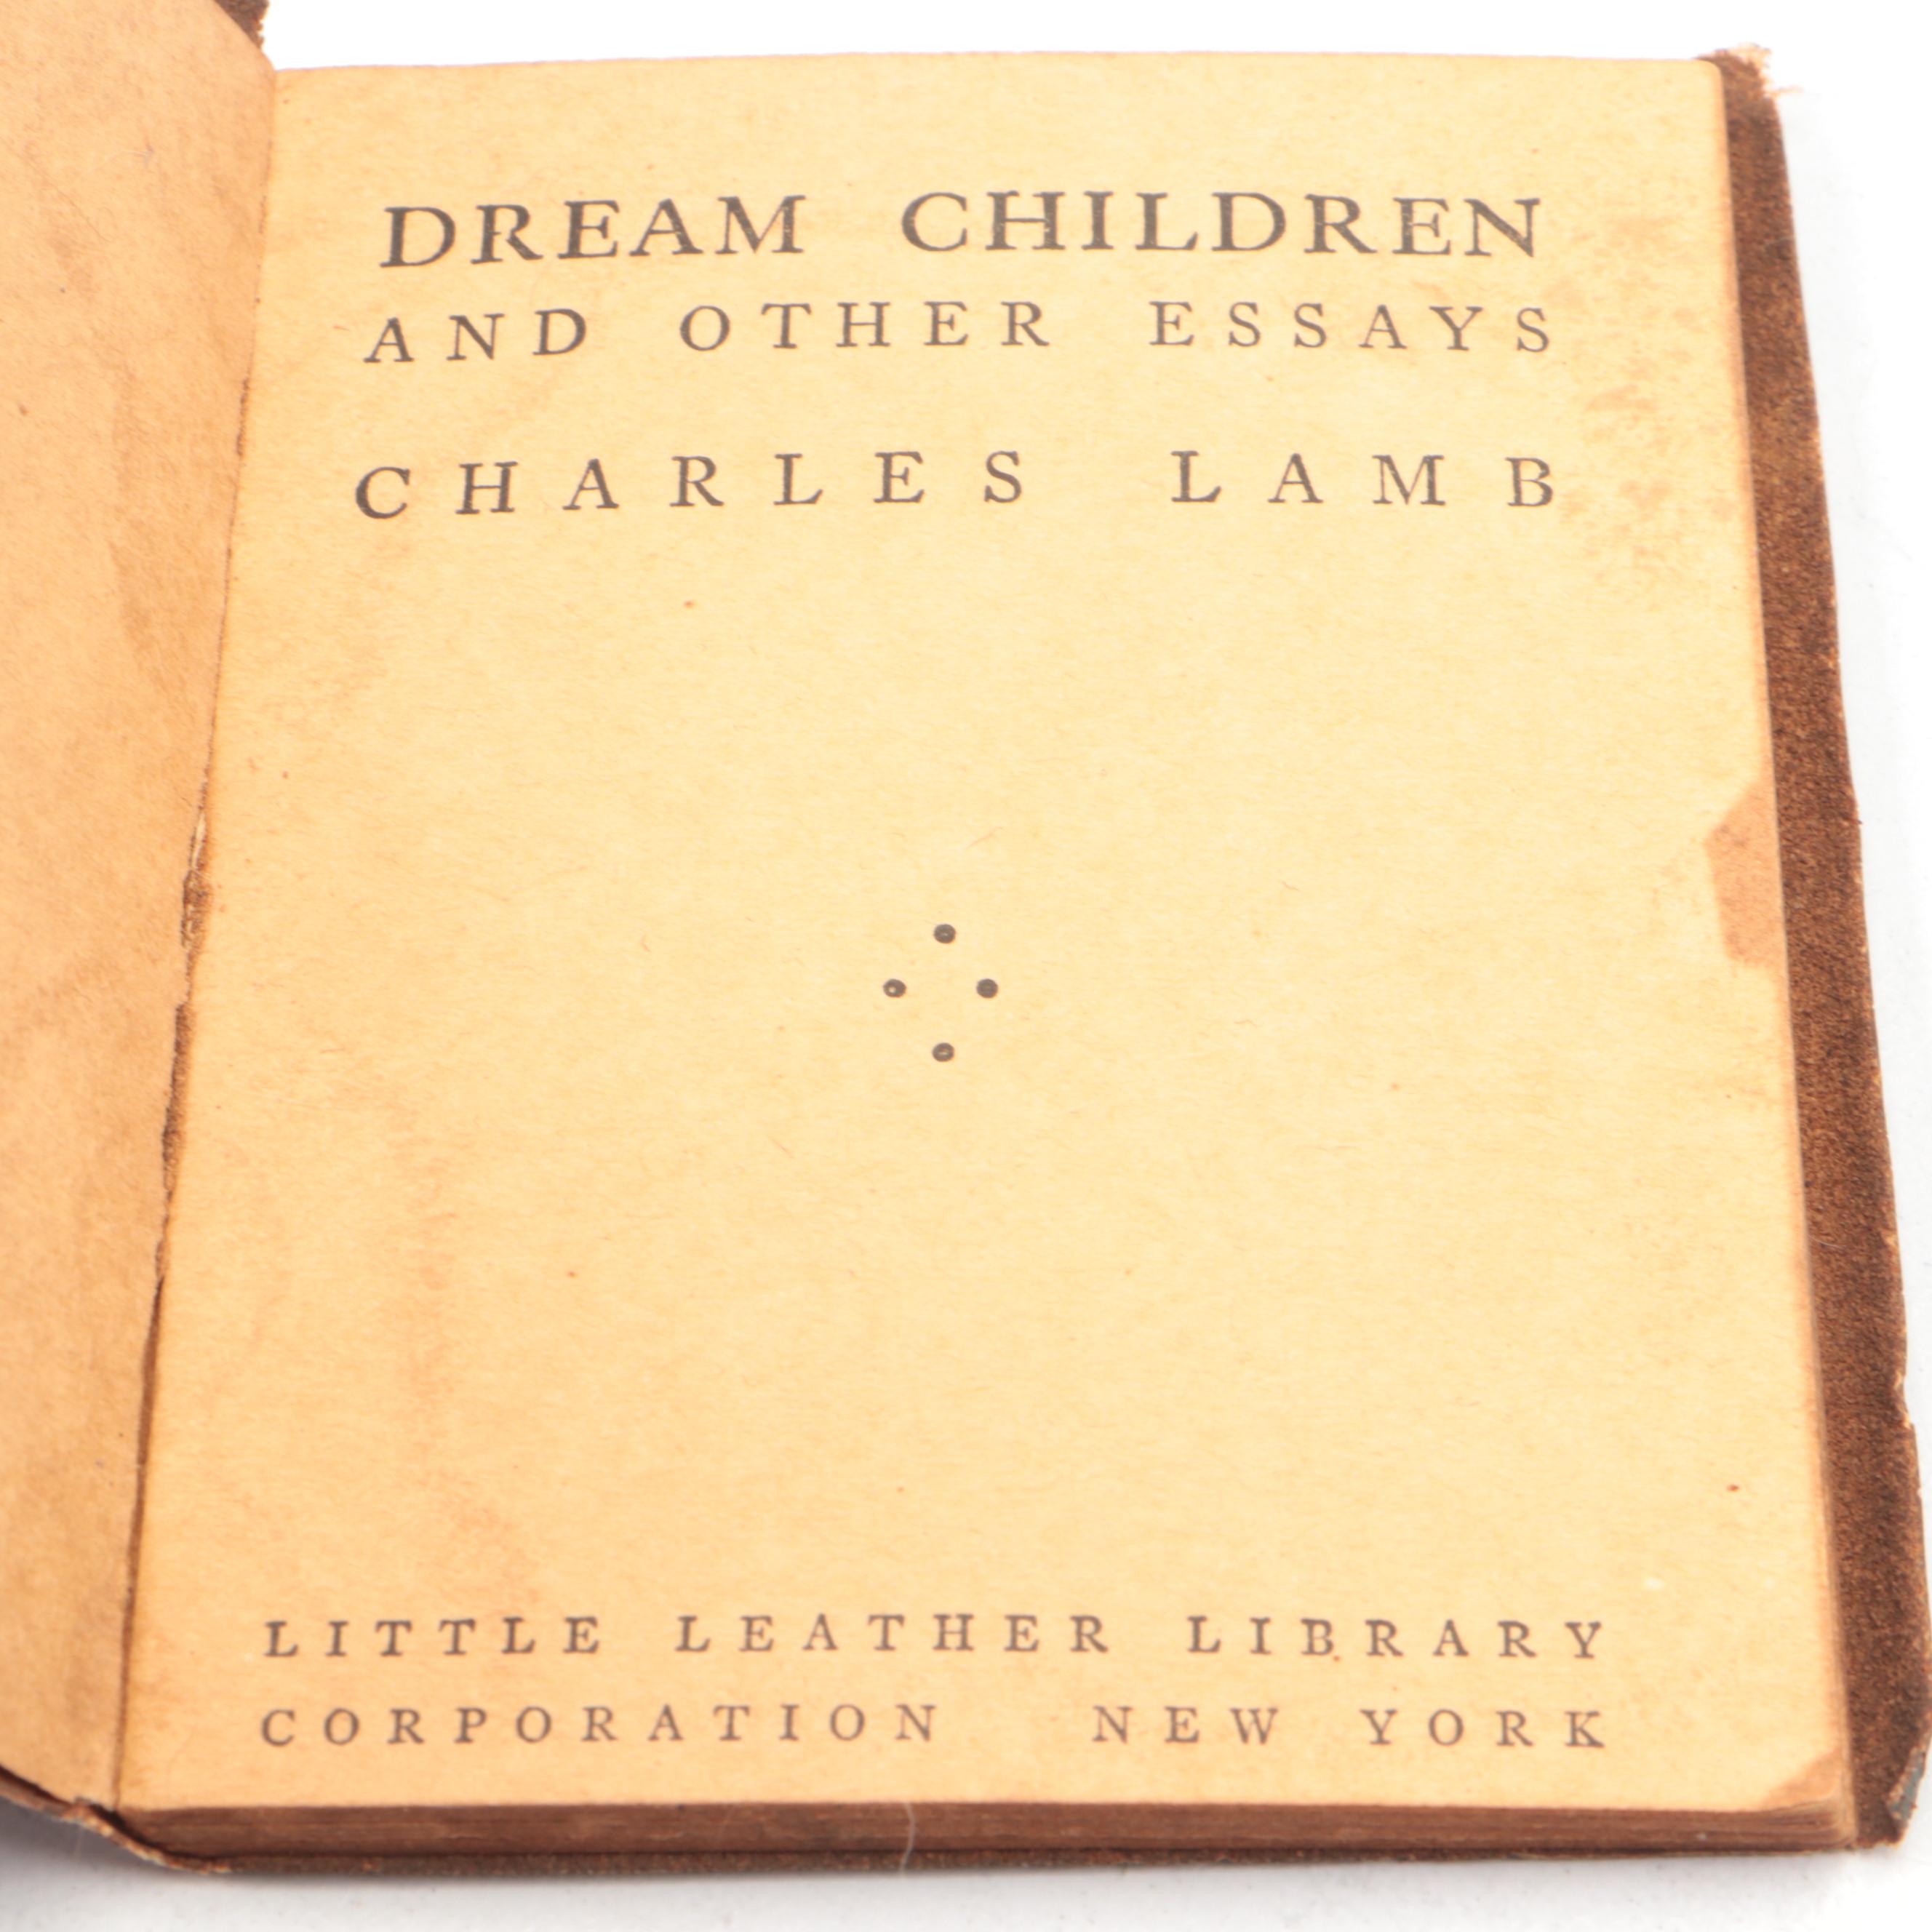 DREAM CHILDREN
AND OTHER ESSAYS
CHARLES LAMB
LITTLE LEATHER LIBRARY
CORPORATION NEW YORK